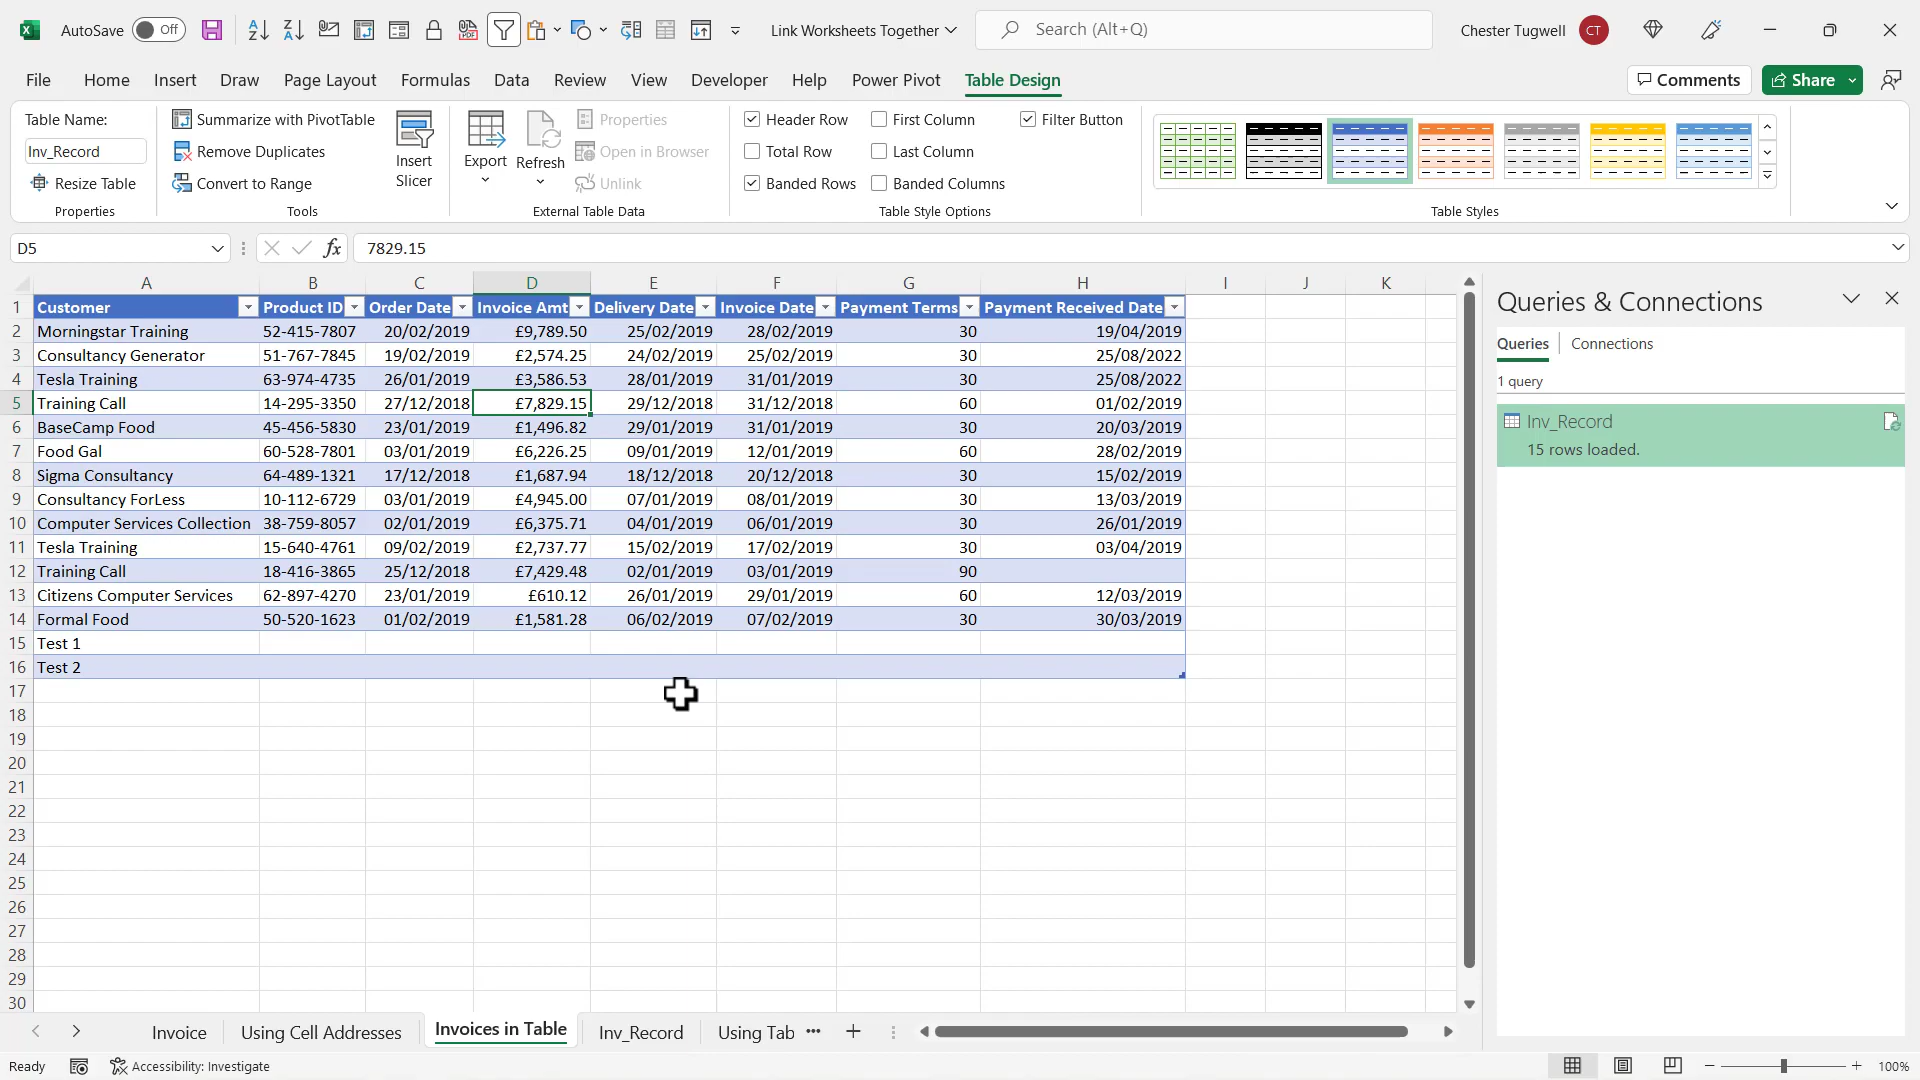 AutoSave Off Link Worksheets Together Search (Alt+Q) Chester Tugwell CT
File Home Insert Draw Page Layout Formulas Data Review View Developer Help Power Pivot Table Design Comments Share
Table Name:
Inv_Record
Resize Table
Properties
Summarize with PivotTable
Remove Duplicates
Convert to Range
Tools
Insert
Slicer
Export
Refresh
Properties
Open in Browser
Unlink
External Table Data
Header Row First Column Filter Button
Total Row Last Column
Banded Rows Banded Columns
Table Style Options
Table Styles
D5 fx 7829.15
A B C D E F G H I J K
1 Customer Product ID Order Date Invoice Amt Delivery Date Invoice Date Payment Terms Payment Received Date
2 Morningstar Training 52-415-7807 20/02/2019 £9,789.50 25/02/2019 28/02/2019 30 19/04/2019
3 Consultancy Generator 51-767-7845 19/02/2019 £2,574.25 24/02/2019 25/02/2019 30 25/08/2022
4 Tesla Training 63-974-4735 26/01/2019 £3,586.53 28/01/2019 31/01/2019 30 25/08/2022
5 Training Call 14-295-3350 27/12/2018 £7,829.15 29/12/2018 31/12/2018 60 01/02/2019
6 BaseCamp Food 45-456-5830 23/01/2019 £1,496.82 29/01/2019 31/01/2019 30 20/03/2019
7 Food Gal 60-528-7801 03/01/2019 £6,226.25 09/01/2019 12/01/2019 60 28/02/2019
8 Sigma Consultancy 64-489-1321 17/12/2018 £1,687.94 18/12/2018 20/12/2018 30 15/02/2019
9 Consultancy ForLess 10-112-6729 03/01/2019 £4,945.00 07/01/2019 08/01/2019 30 13/03/2019
10 Computer Services Collection 38-759-8057 02/01/2019 £6,375.71 04/01/2019 06/01/2019 30 26/01/2019
11 Tesla Training 15-640-4761 09/02/2019 £2,737.77 15/02/2019 17/02/2019 30 03/04/2019
12 Training Call 18-416-3865 25/12/2018 £7,429.48 02/01/2019 03/01/2019 90
13 Citizens Computer Services 62-897-4270 23/01/2019 £610.12 26/01/2019 29/01/2019 60 12/03/2019
14 Formal Food 50-520-1623 01/02/2019 £1,581.28 06/02/2019 07/02/2019 30 30/03/2019
15 Test 1
16 Test 2
17
18
19
20
21
22
23
24
25
26
27
28
29
30
Queries & Connections
Queries Connections
1 query
Inv_Record
15 rows loaded.
Invoice Using Cell Addresses Invoices in Table Inv_Record Using Tab ...
Ready Accessibility: Investigate 100%